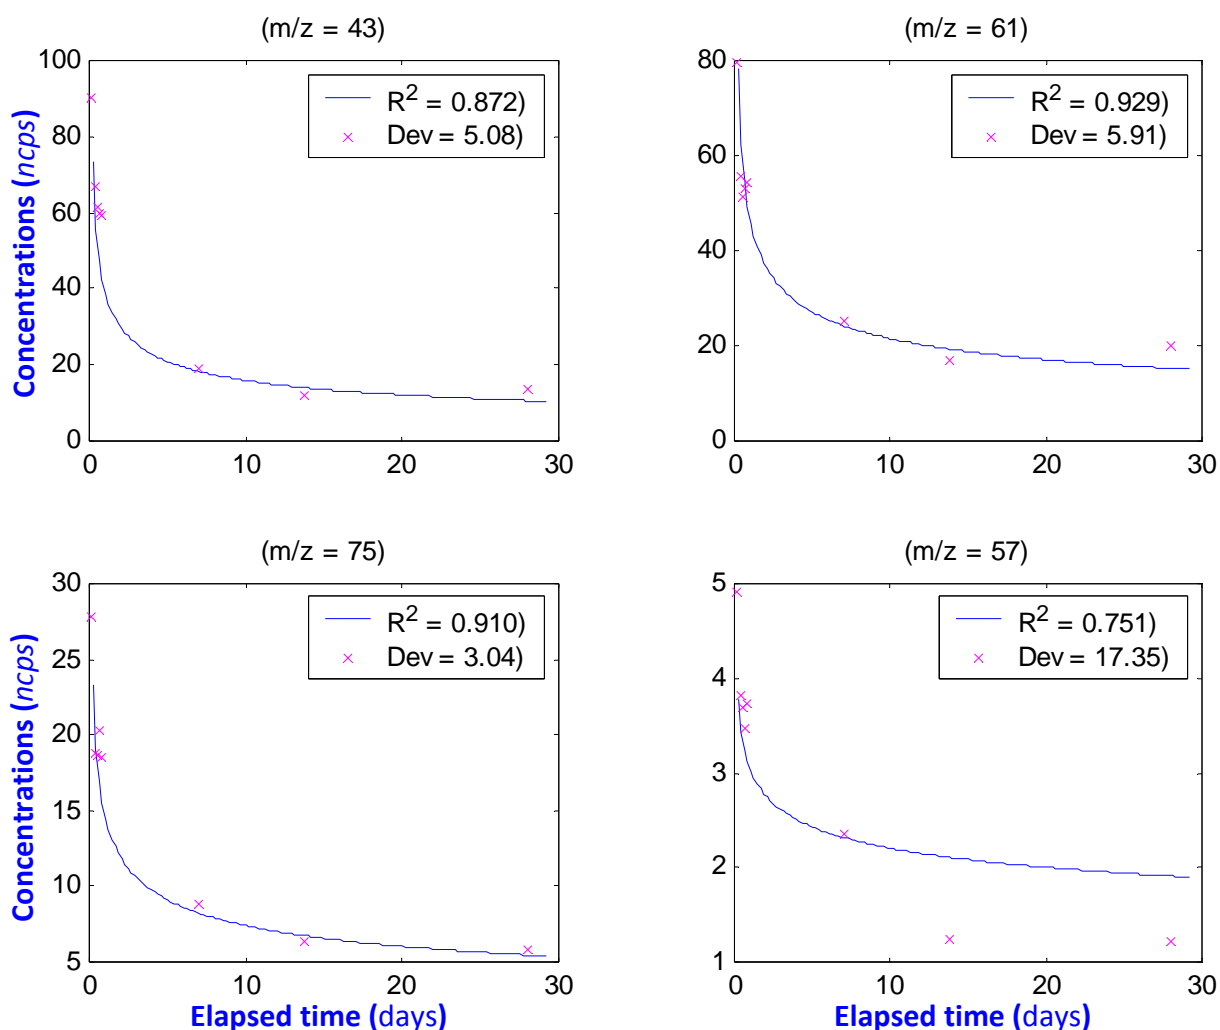 (m/z = 43)
100
80
60
40
20
0
0 10 20 30
R2 = 0.872)
Dev = 5.08)
Concentrations (ncps)
(m/z = 61)
80
60
40
20
0
0 10 20 30
R2 = 0.929)
Dev = 5.91)
(m/z = 75)
30
25
20
15
10
5
0 10 20 30
R2 = 0.910)
Dev = 3.04)
Concentrations (ncps)
Elapsed time (days)
(m/z = 57)
5
4
3
2
1
0 10 20 30
R2 = 0.751)
Dev = 17.35)
Elapsed time (days)